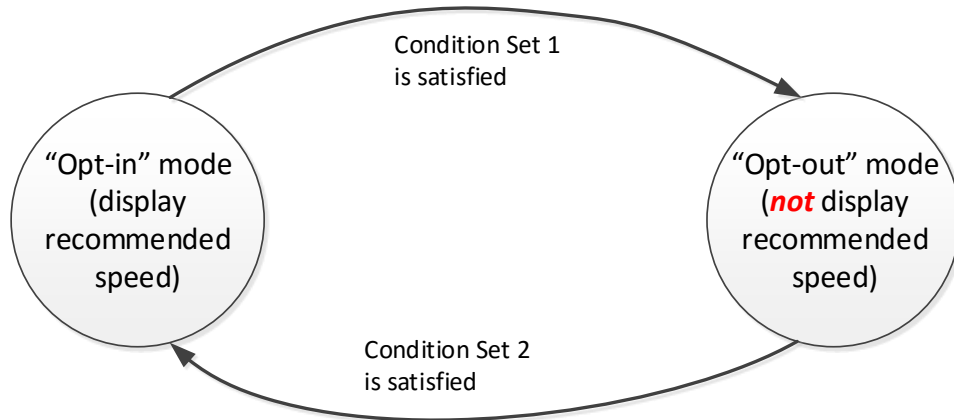 Condition Set 1
is satisfied
“Opt-in” mode
(display
recommended
speed)
“Opt-out” mode
(not display
recommended
speed)
Condition Set 2
is satisfied